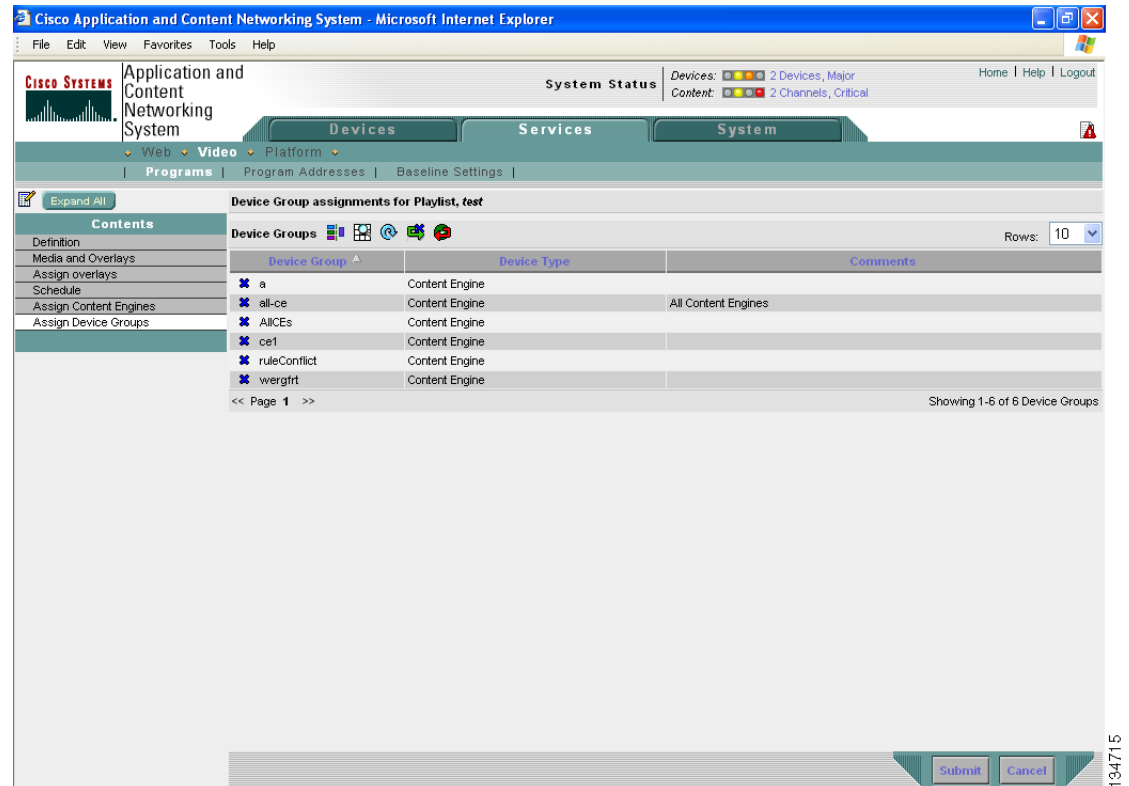 Cisco Application and Content Networking System - Microsoft Internet Explorer
File Edit View Favorites Tools Help
CISCO SYSTEMS
Application and
Content
Networking
System
System Status
Devices: 2 Devices, Major
Content: 2 Channels, Critical
Home | Help | Logout
Devices Services System
Web Video Platform
| Programs | Program Addresses | Baseline Settings |
Expand All
Contents
Definition
Media and Overlays
Assign overlays
Schedule
Assign Content Engines
Assign Device Groups
Device Group assignments for Playlist, test
Device Groups
Rows: 10
Device Group Device Type Comments
a Content Engine
all-ce Content Engine All Content Engines
AllCEs Content Engine
ce1 Content Engine
ruleConflict Content Engine
wergfrt Content Engine
<< Page 1 >> Showing 1-6 of 6 Device Groups
Submit Cancel
134715